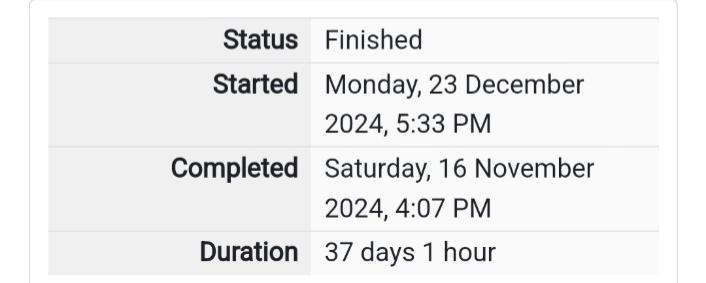 Status Finished
Started Monday, 23 December
2024, 5:33 PM
Completed Saturday, 16 November
2024, 4:07 PM
Duration 37 days 1 hour